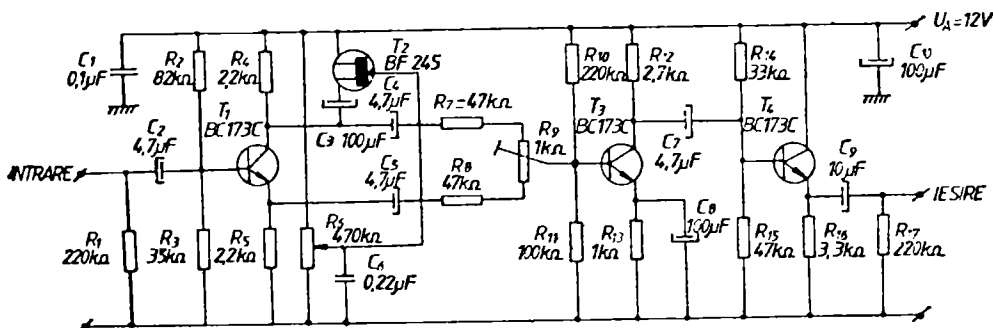 U_A=12V
C1
0,1µF
R2
82kΩ
R4
2,2kΩ
T2
BF 245
C4
4,7µF
R10
220kΩ
R12
2,7kΩ
R14
33kΩ
C10
100µF
R7=47kΩ
C2
4,7µF
T1
BC173C
C3 100µF
R9
1kΩ
T3
BC173C
C7
4,7µF
T4
BC173C
C9
10µF
INTRARE
IESIRE
C5
4,7µF
R8
47kΩ
R1
220kΩ
R3
35kΩ
R5
2,2kΩ
R6
470kΩ
C6
0,22µF
R11
100kΩ
R13
1kΩ
C8
100µF
R15
47kΩ
R16
3,3kΩ
R17
220kΩ